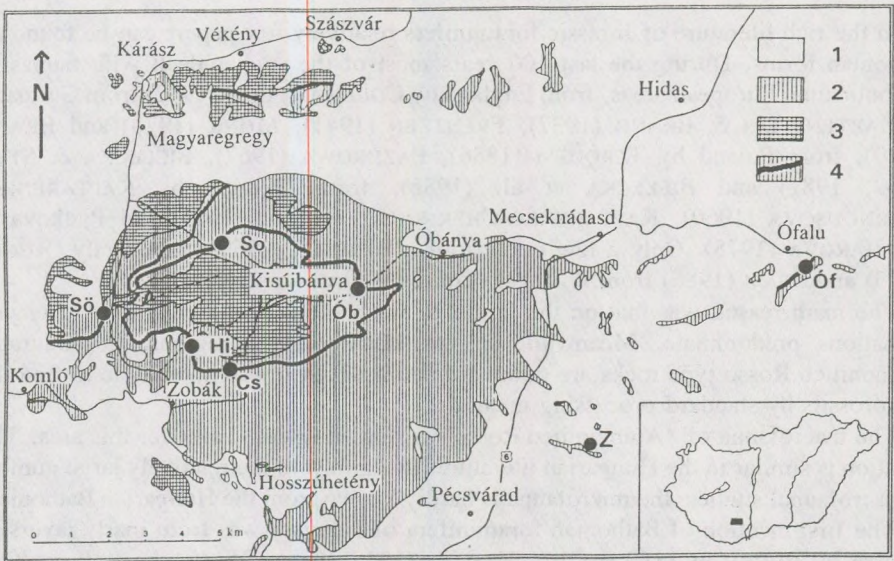 Szászvár
Vékény
Kárász
N
Magyaregregy
Hidas
1
2
3
4
Mecseknádasd
Óbánya
Ófalu
Óf
So
Kisújbánya
Ób
Sö
Hi
Cs
Komló
Zobák
Z
Hosszúhetény
6
Pécsvárad
0 1 2 3 4 5 km